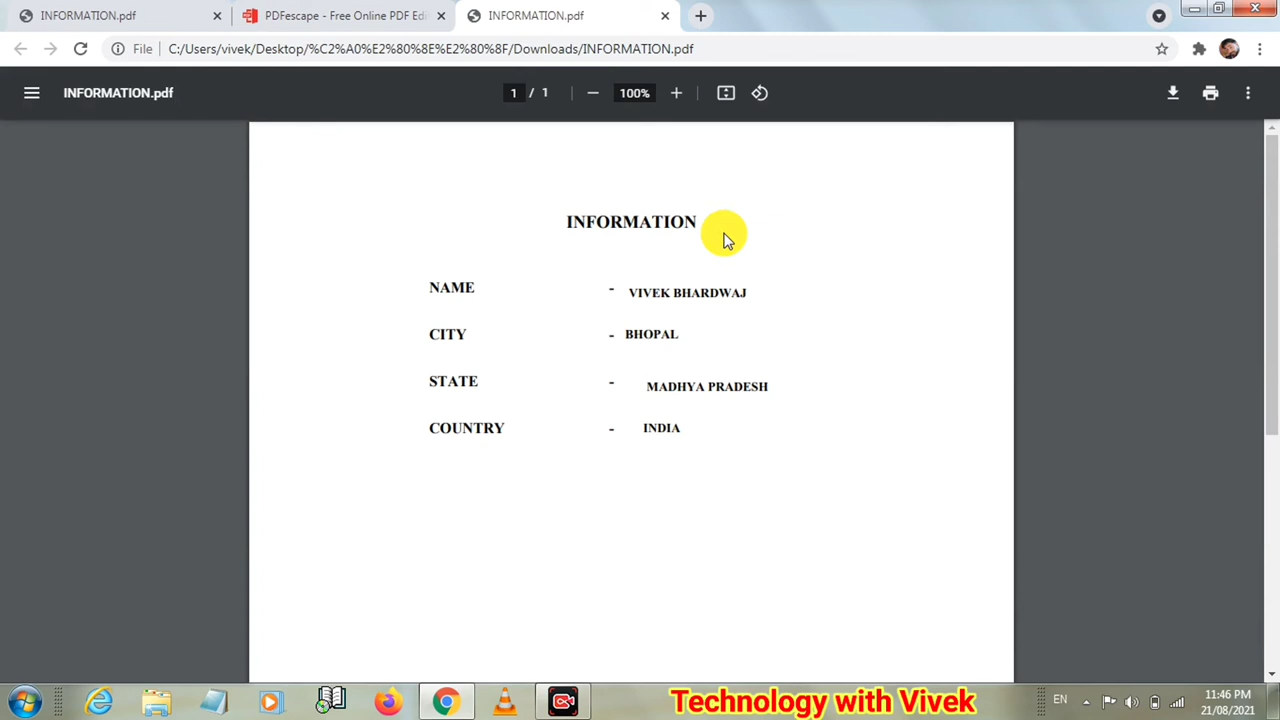 INFORMATION.pdf
PDFescape - Free Online PDF Edi
INFORMATION.pdf
File C:/Users/vivek/Desktop/%C2%A0%E2%80%8E%E2%80%8F/Downloads/INFORMATION.pdf
INFORMATION.pdf
1 / 1
100%
INFORMATION
NAME - VIVEK BHARDWAJ
CITY - BHOPAL
STATE - MADHYA PRADESH
COUNTRY - INDIA
Technology with Vivek
EN
11:46 PM
21/08/2021